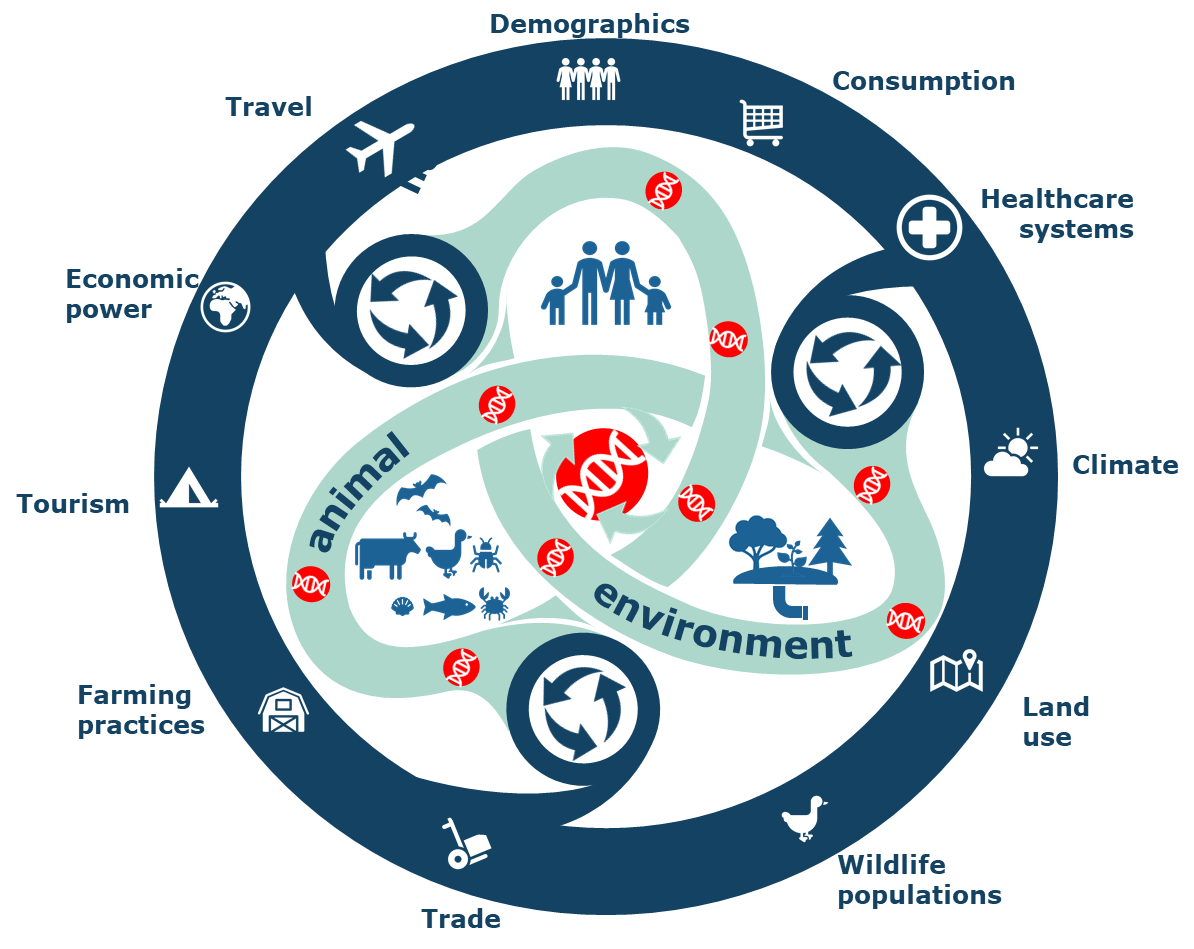 Demographics
Consumption
Travel
Healthcare
systems
Economic
power
animal
Climate
Tourism
environment
Farming
practices
Land
use
Wildlife
populations
Trade